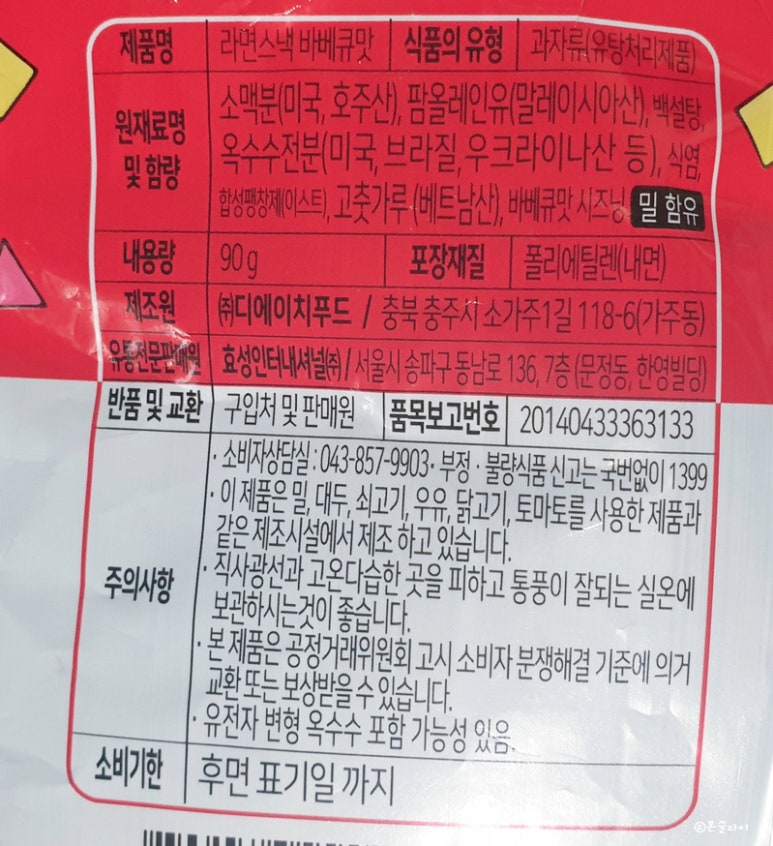 제품명 라면스낵 바베큐맛 식품의 유형 과자류(유탕처리제품)
원재료명 및 함량 소맥분(미국, 호주산), 팜올레인유(말레이시아산), 백설탕,
옥수수전분(미국, 브라질, 우크라이나산 등), 식염,
합성팽창제(이스트), 고춧가루(베트남산), 바베큐맛 시즈닝 밀 함유
내용량 90g 포장재질 폴리에틸렌(내면)
제조원 ㈜디에이치푸드 / 충북 충주시 소가주1길 118-6(가주동)
유통전문판매원 효성인터내셔널㈜ / 서울시 송파구 동남로 136, 7층 (문정동, 한영빌딩)
반품 및 교환 구입처 및 판매원 품목보고번호 20140433363133
주의사항
· 소비자상담실 : 043-857-9903 · 부정 · 불량식품 신고는 국번없이 1399
· 이 제품은 밀, 대두, 쇠고기, 우유, 닭고기, 토마토를 사용한 제품과
같은 제조시설에서 제조 하고 있습니다.
· 직사광선과 고온다습한 곳을 피하고 통풍이 잘되는 실온에
보관하시는것이 좋습니다.
· 본 제품은 공정거래위원회 고시 소비자 분쟁해결 기준에 의거
교환 또는 보상받을 수 있습니다.
· 유전자 변형 옥수수 포함 가능성 있음.
소비기한 후면 표기일 까지